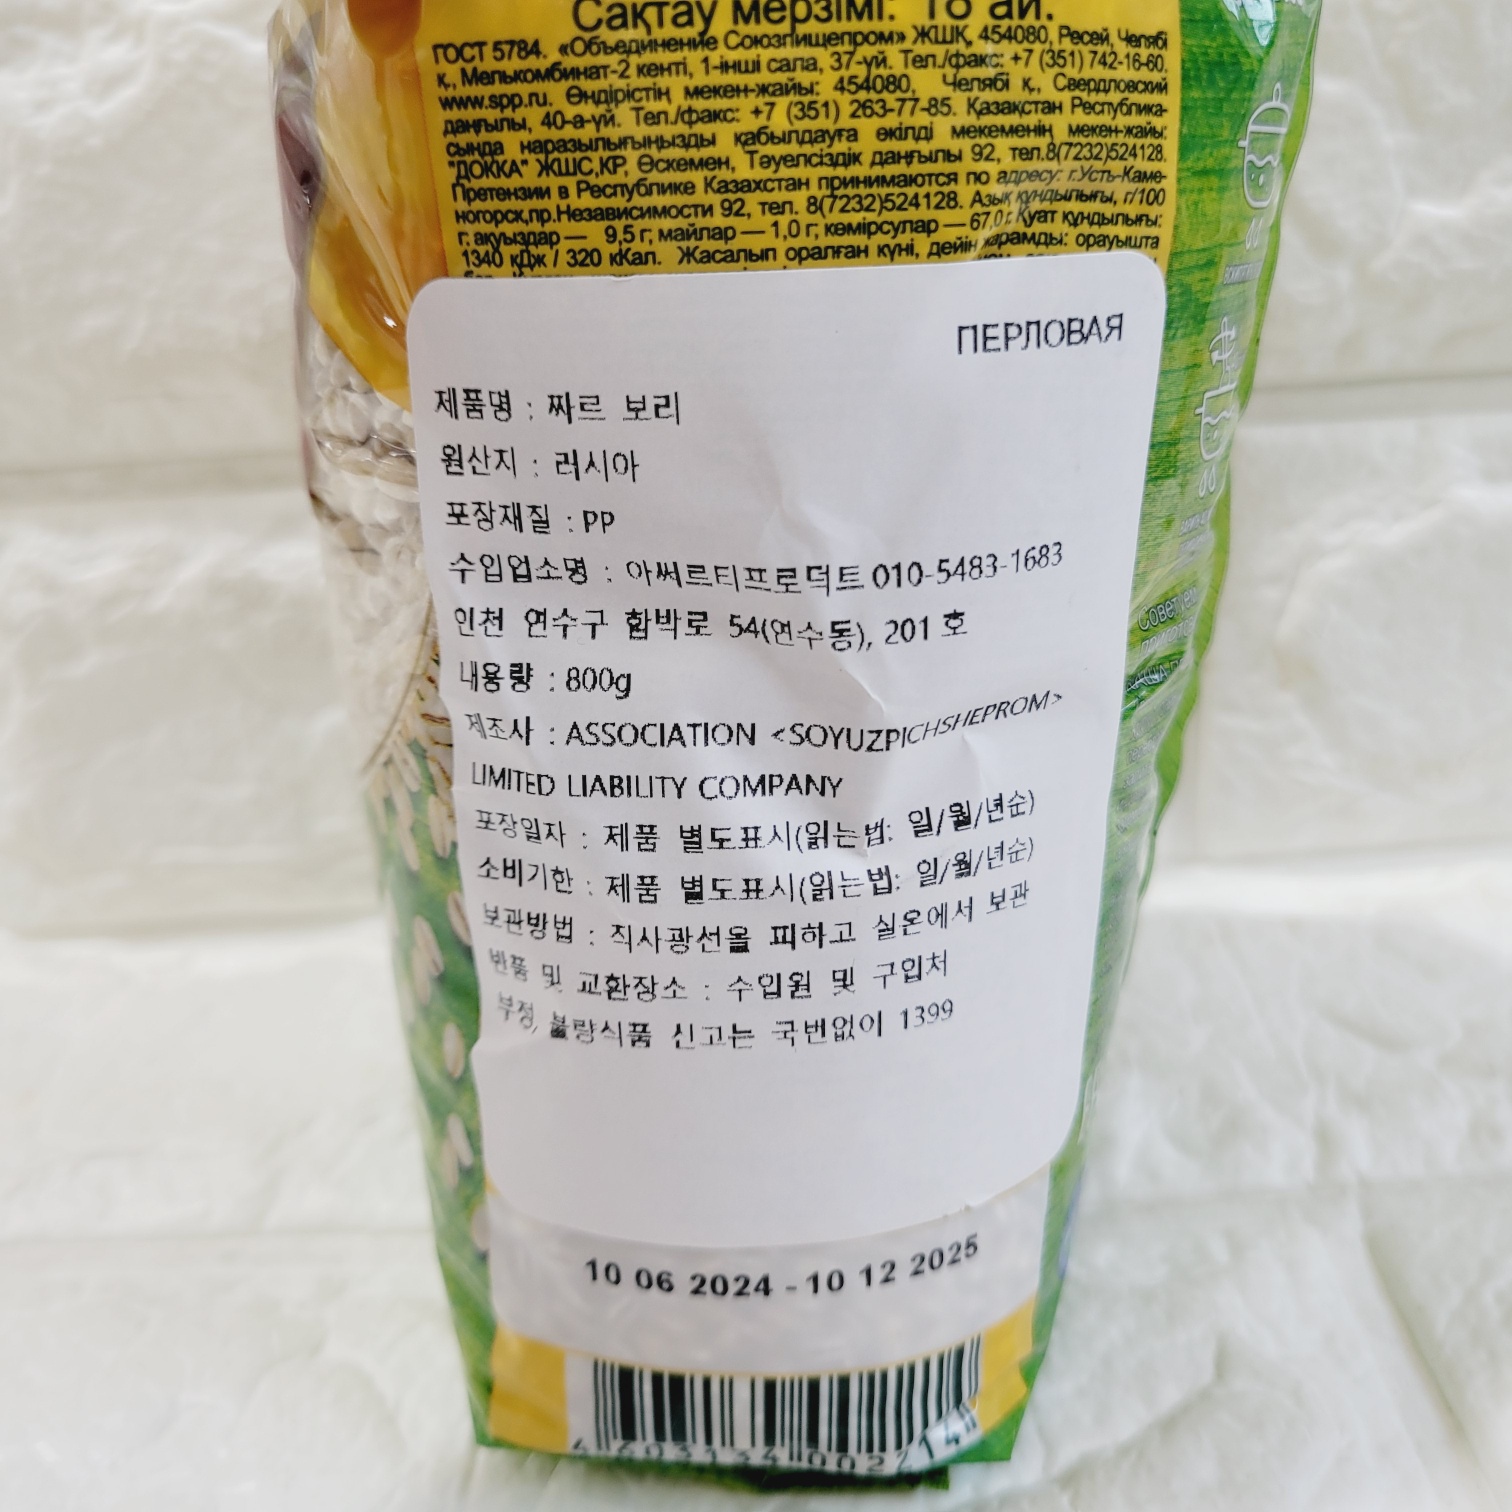 Сақтау мерзімі: 18 ай.
ГОСТ 5784. «Объединение Союзпищепром» ЖШҚ, 454080, Ресей, Челябі
қ., Мелькомбинат-2 кенті, 1-інші сала, 37-үй. Тел./факс: +7 (351) 742-16-60.
www.spp.ru. Өндірістің мекен-жайы: 454080, Челябі қ., Свердловский
даңғылы, 40-а-үй. Тел./факс: +7 (351) 263-77-85. Қазақстан Республика-
сында наразылығыңызды қабылдауға өкілді мекеменің мекен-жайы:
"ДОККА" ЖШС,КР, Өскемен, Тәуелсіздік даңғылы 92, тел.8(7232)524128.
Претензии в Республике Казахстан принимаются по адресу: г.Усть-Каме-
ногорск,пр.Независимости 92, тел. 8(7232)524128. Азық құндылығы, г/100
г: ақуыздар — 9,5 г; майлар — 1,0 г; көмірсулар — 67,0 г. Қуат құндылығы:
1340 кДж / 320 кКал. Жасалып оралған күні, дейін жарамды: орауышта
ПЕРЛОВАЯ
제품명 : 짜르 보리
원산지 : 러시아
포장재질 : PP
수입업소명 : 아써르티프로덕트 010-5483-1683
인천 연수구 함박로 54(연수동), 201 호
내용량 : 800g
제조사 : ASSOCIATION <SOYUZPICHSHEPROM>
LIMITED LIABILITY COMPANY
포장일자 : 제품 별도표시(읽는법: 일/월/년순)
소비기한 : 제품 별도표시(읽는법: 일/월/년순)
보관방법 : 직사광선을 피하고 실온에서 보관
반품 및 교환장소 : 수입원 및 구입처
부정, 불량식품 신고는 국번없이 1399
10 06 2024 - 10 12 2025
4 603134 002214
Советуем